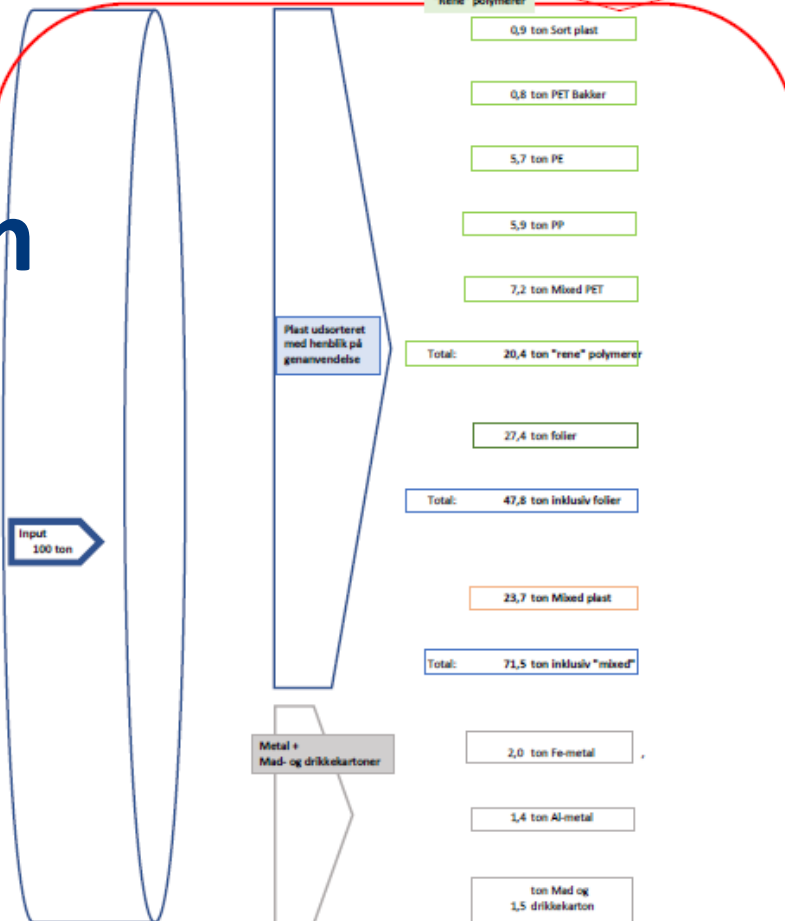 "Rene" polymerer
0,9 ton Sort plast
0,8 ton PET Bakker
5,7 ton PE
n
5,9 ton PP
7,2 ton Mixed PET
Plast udsorteret
med henblik på
genanvendelse
Total: 20,4 ton "rene" polymerer
27,4 ton folier
Total: 47,8 ton inklusiv folier
Input
100 ton
23,7 ton Mixed plast
Total: 71,5 ton inklusiv "mixed"
Metal +
Mad- og drikkekartoner
2,0 ton Fe-metal ,
1,4 ton Al-metal
ton Mad og
1,5 drikkekarton